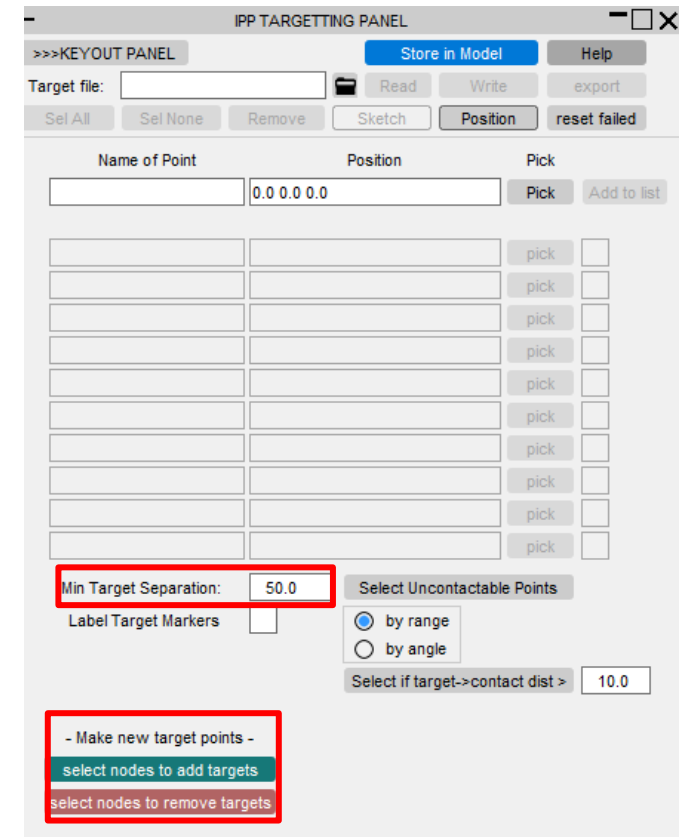 IPP TARGETTING PANEL
>>>KEYOUT PANEL Store in Model Help
Target file: Read Write export
Sel All Sel None Remove Sketch Position reset failed
Name of Point Position Pick
0.0 0.0 0.0 Pick Add to list
pick
pick
pick
pick
pick
pick
pick
pick
pick
pick
Min Target Separation: 50.0 Select Uncontactable Points
Label Target Markers by range
by angle
Select if target->contact dist > 10.0
- Make new target points -
select nodes to add targets
select nodes to remove targets